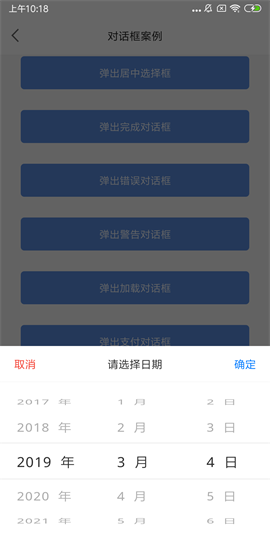 上午10:18
对话框案例
弹出居中选择框
弹出完成对话框
弹出错误对话框
弹出警告对话框
弹出加载对话框
弹出支付对话框
取消 请选择日期 确定
2017 年 1 月 2 日
2018 年 2 月 3 日
2019 年 3 月 4 日
2020 年 4 月 5 日
2021 年 5 月 6 日